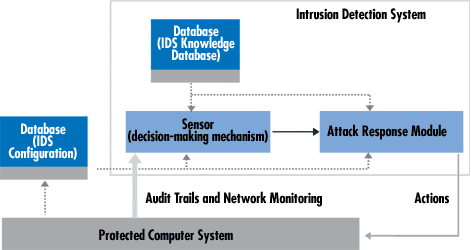 Intrusion Detection System
Database
(IDS Knowledge
Database)
Database
(IDS
Configuration)
Sensor
(decision-making mechanism)
Attack Response Module
Audit Trails and Network Monitoring
Actions
Protected Computer System